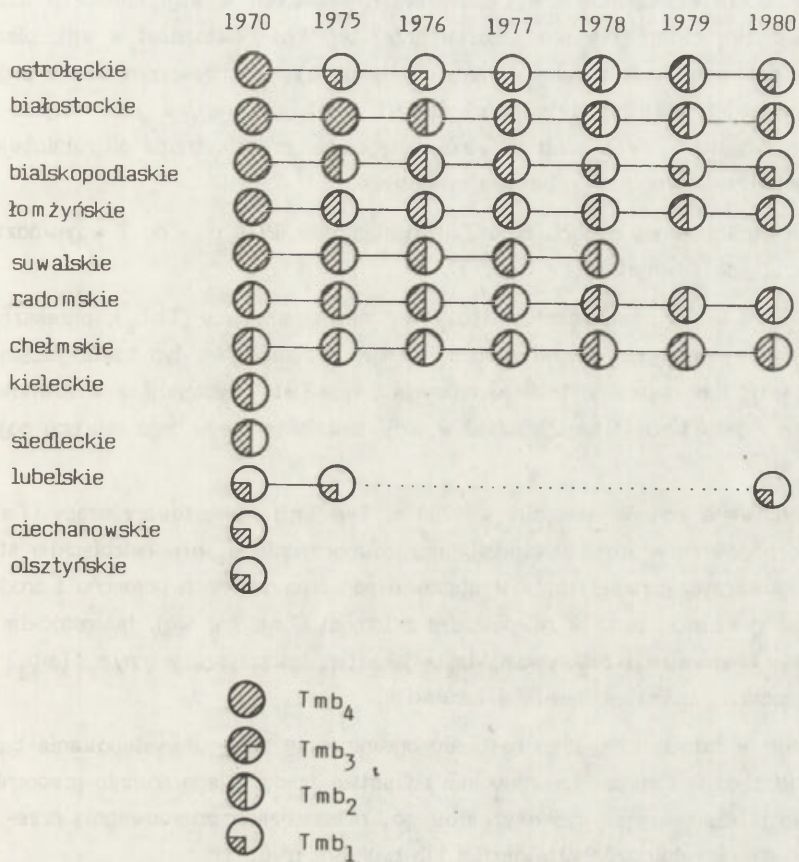 1970 1975 1976 1977 1978 1979 1980
ostrołęckie
białostockie
bialskopodlaskie
łomżyńskie
suwalskie
radomskie
chełmskie
kieleckie
siedleckie
lubelskie
ciechanowskie
olsztyńskie
Tmb4
Tmb3
Tmb2
Tmb1